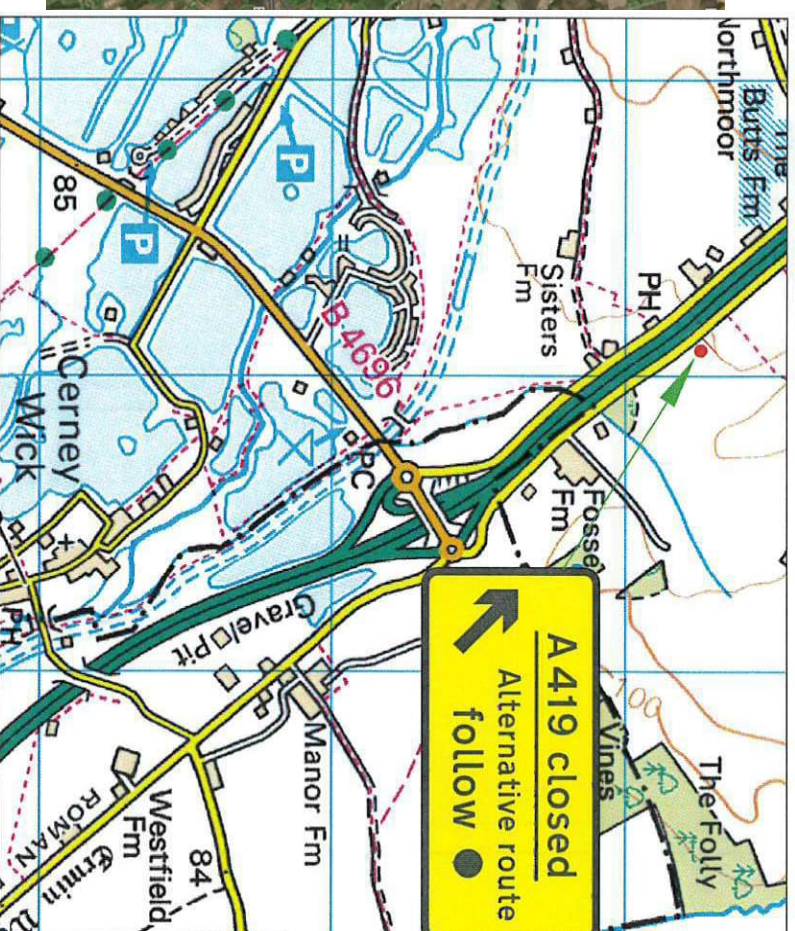 The
Butts Fm
Northmoor
PH
Sisters
Fm
P
P
85
B 4696
PC
Fosse
Fm
Cerney
Wick
PH
Gravel Pit
A419 closed
Alternative route
follow
100
Vines
The Folly
Manor Fm
Westfield
Fm
84
ROMAN
Ermin